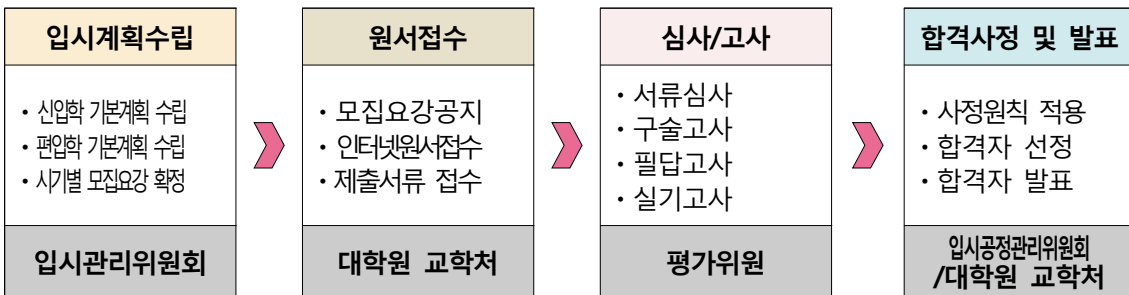 입시계획수립
· 신입학 기본계획 수립
· 편입학 기본계획 수립
· 시기별 모집요강 확정
입시관리위원회
원서접수
· 모집요강공지
· 인터넷원서접수
· 제출서류 접수
대학원 교학처
심사/고사
· 서류심사
· 구술고사
· 필답고사
· 실기고사
평가위원
합격사정 및 발표
· 사정원칙 적용
· 합격자 선정
· 합격자 발표
입시공정관리위원회
/대학원 교학처